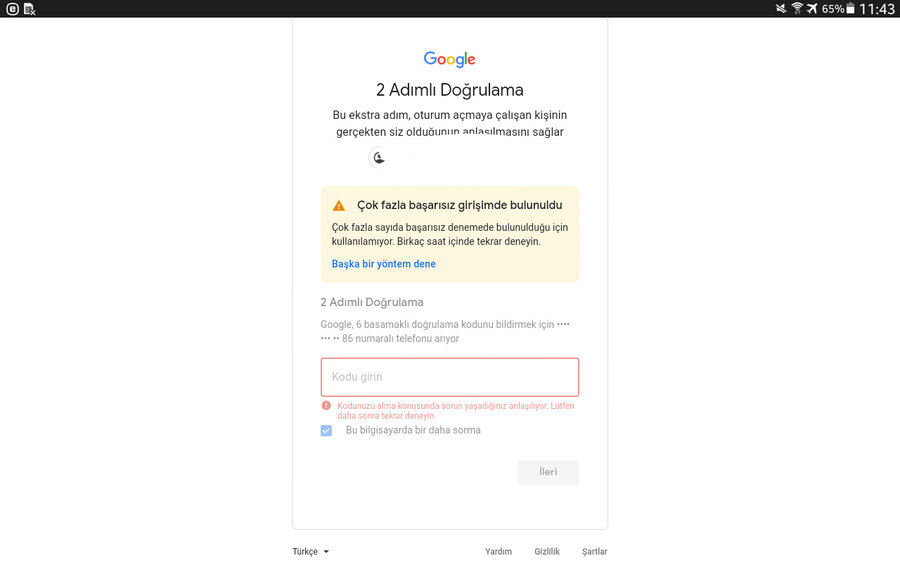 65% 11:43
Google
2 Adımlı Doğrulama
Bu ekstra adım, oturum açmaya çalışan kişinin
gerçekten siz olduğunun anlaşılmasını sağlar
Çok fazla başarısız girişimde bulunuldu
Çok fazla sayıda başarısız denemede bulunulduğu için
kullanılamıyor. Birkaç saat içinde tekrar deneyin.
Başka bir yöntem dene
2 Adımlı Doğrulama
Google, 6 basamaklı doğrulama kodunu bildirmek için ••••
••• •• 86 numaralı telefonu arıyor
Kodu girin
Kodunuzu alma konusunda sorun yaşadığınız anlaşılıyor. Lütfen
daha sonra tekrar deneyin.
Bu bilgisayarda bir daha sorma
İleri
Türkçe Yardım Gizlilik Şartlar